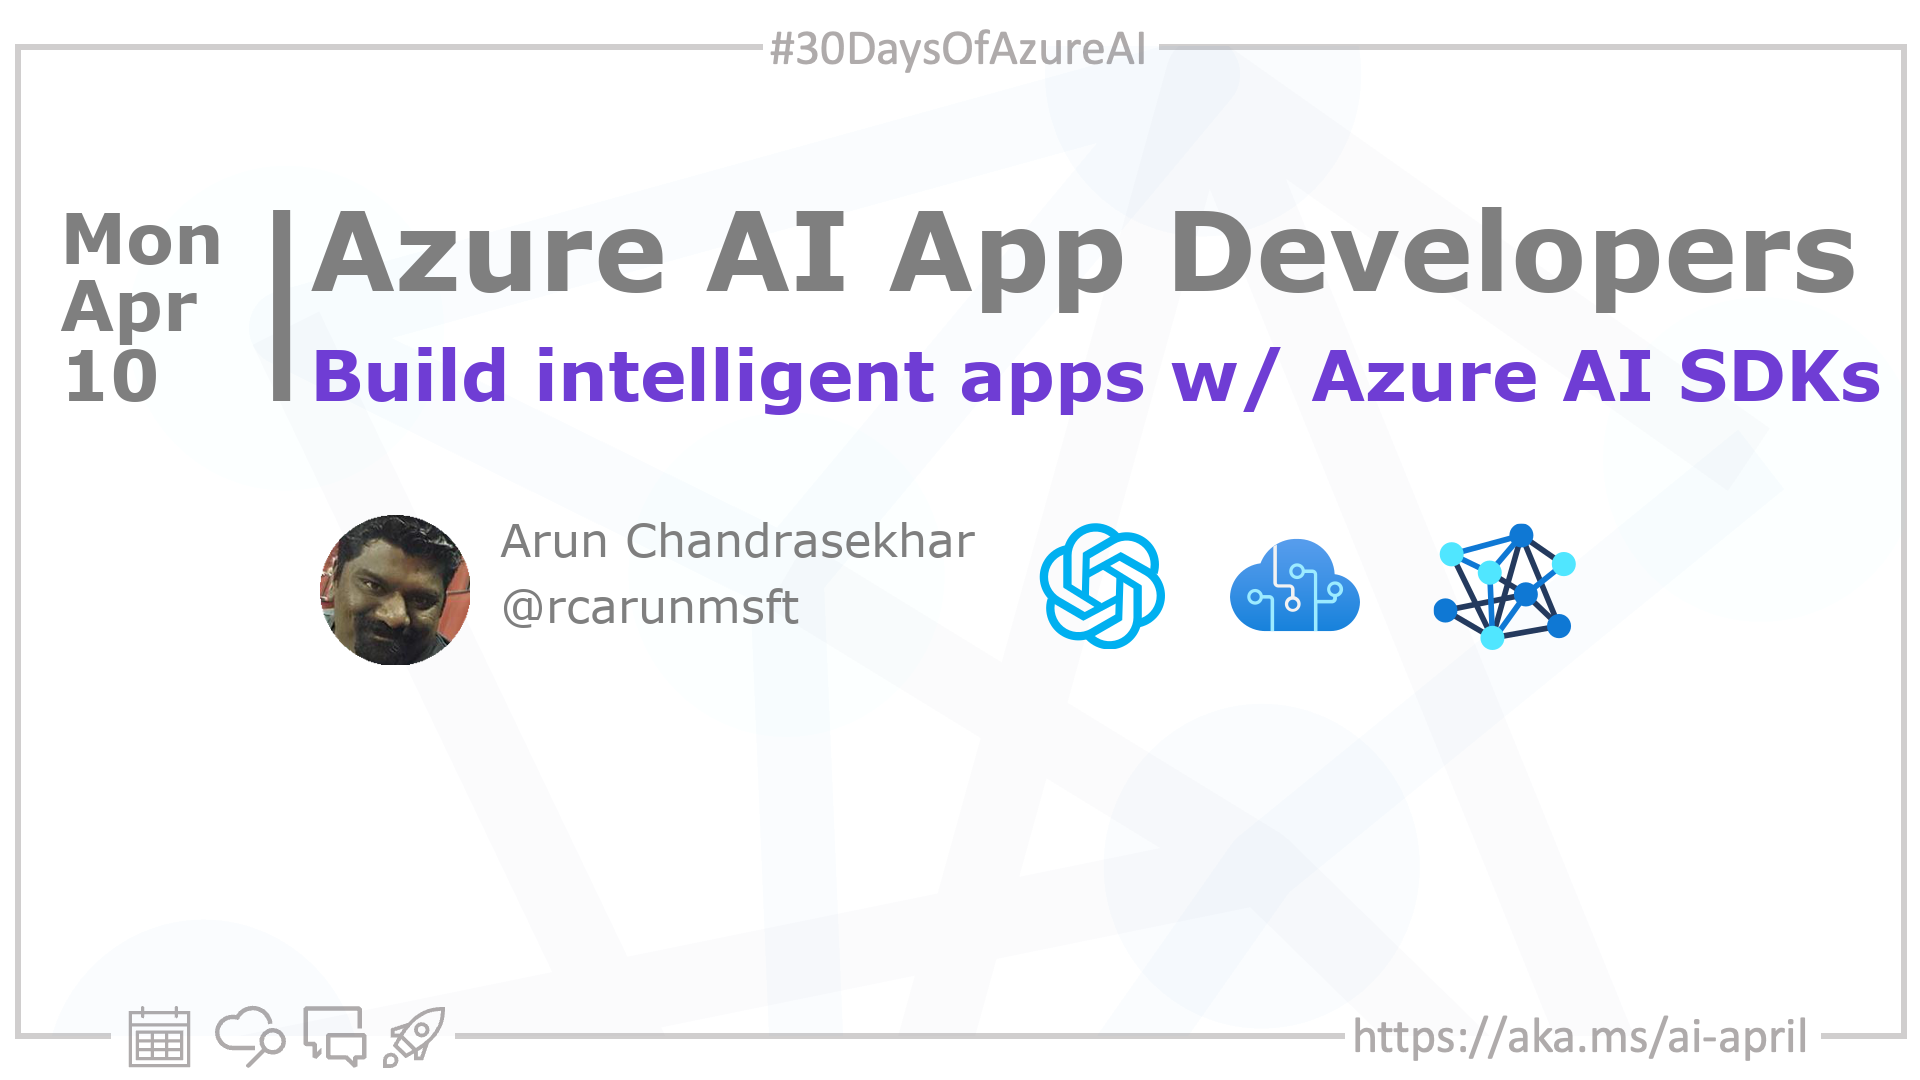 #30DaysOfAzureAI
Mon
Apr
10
Azure AI App Developers
Build intelligent apps w/ Azure AI SDKs
Arun Chandrasekhar
@rcarunmsft
https://aka.ms/ai-april